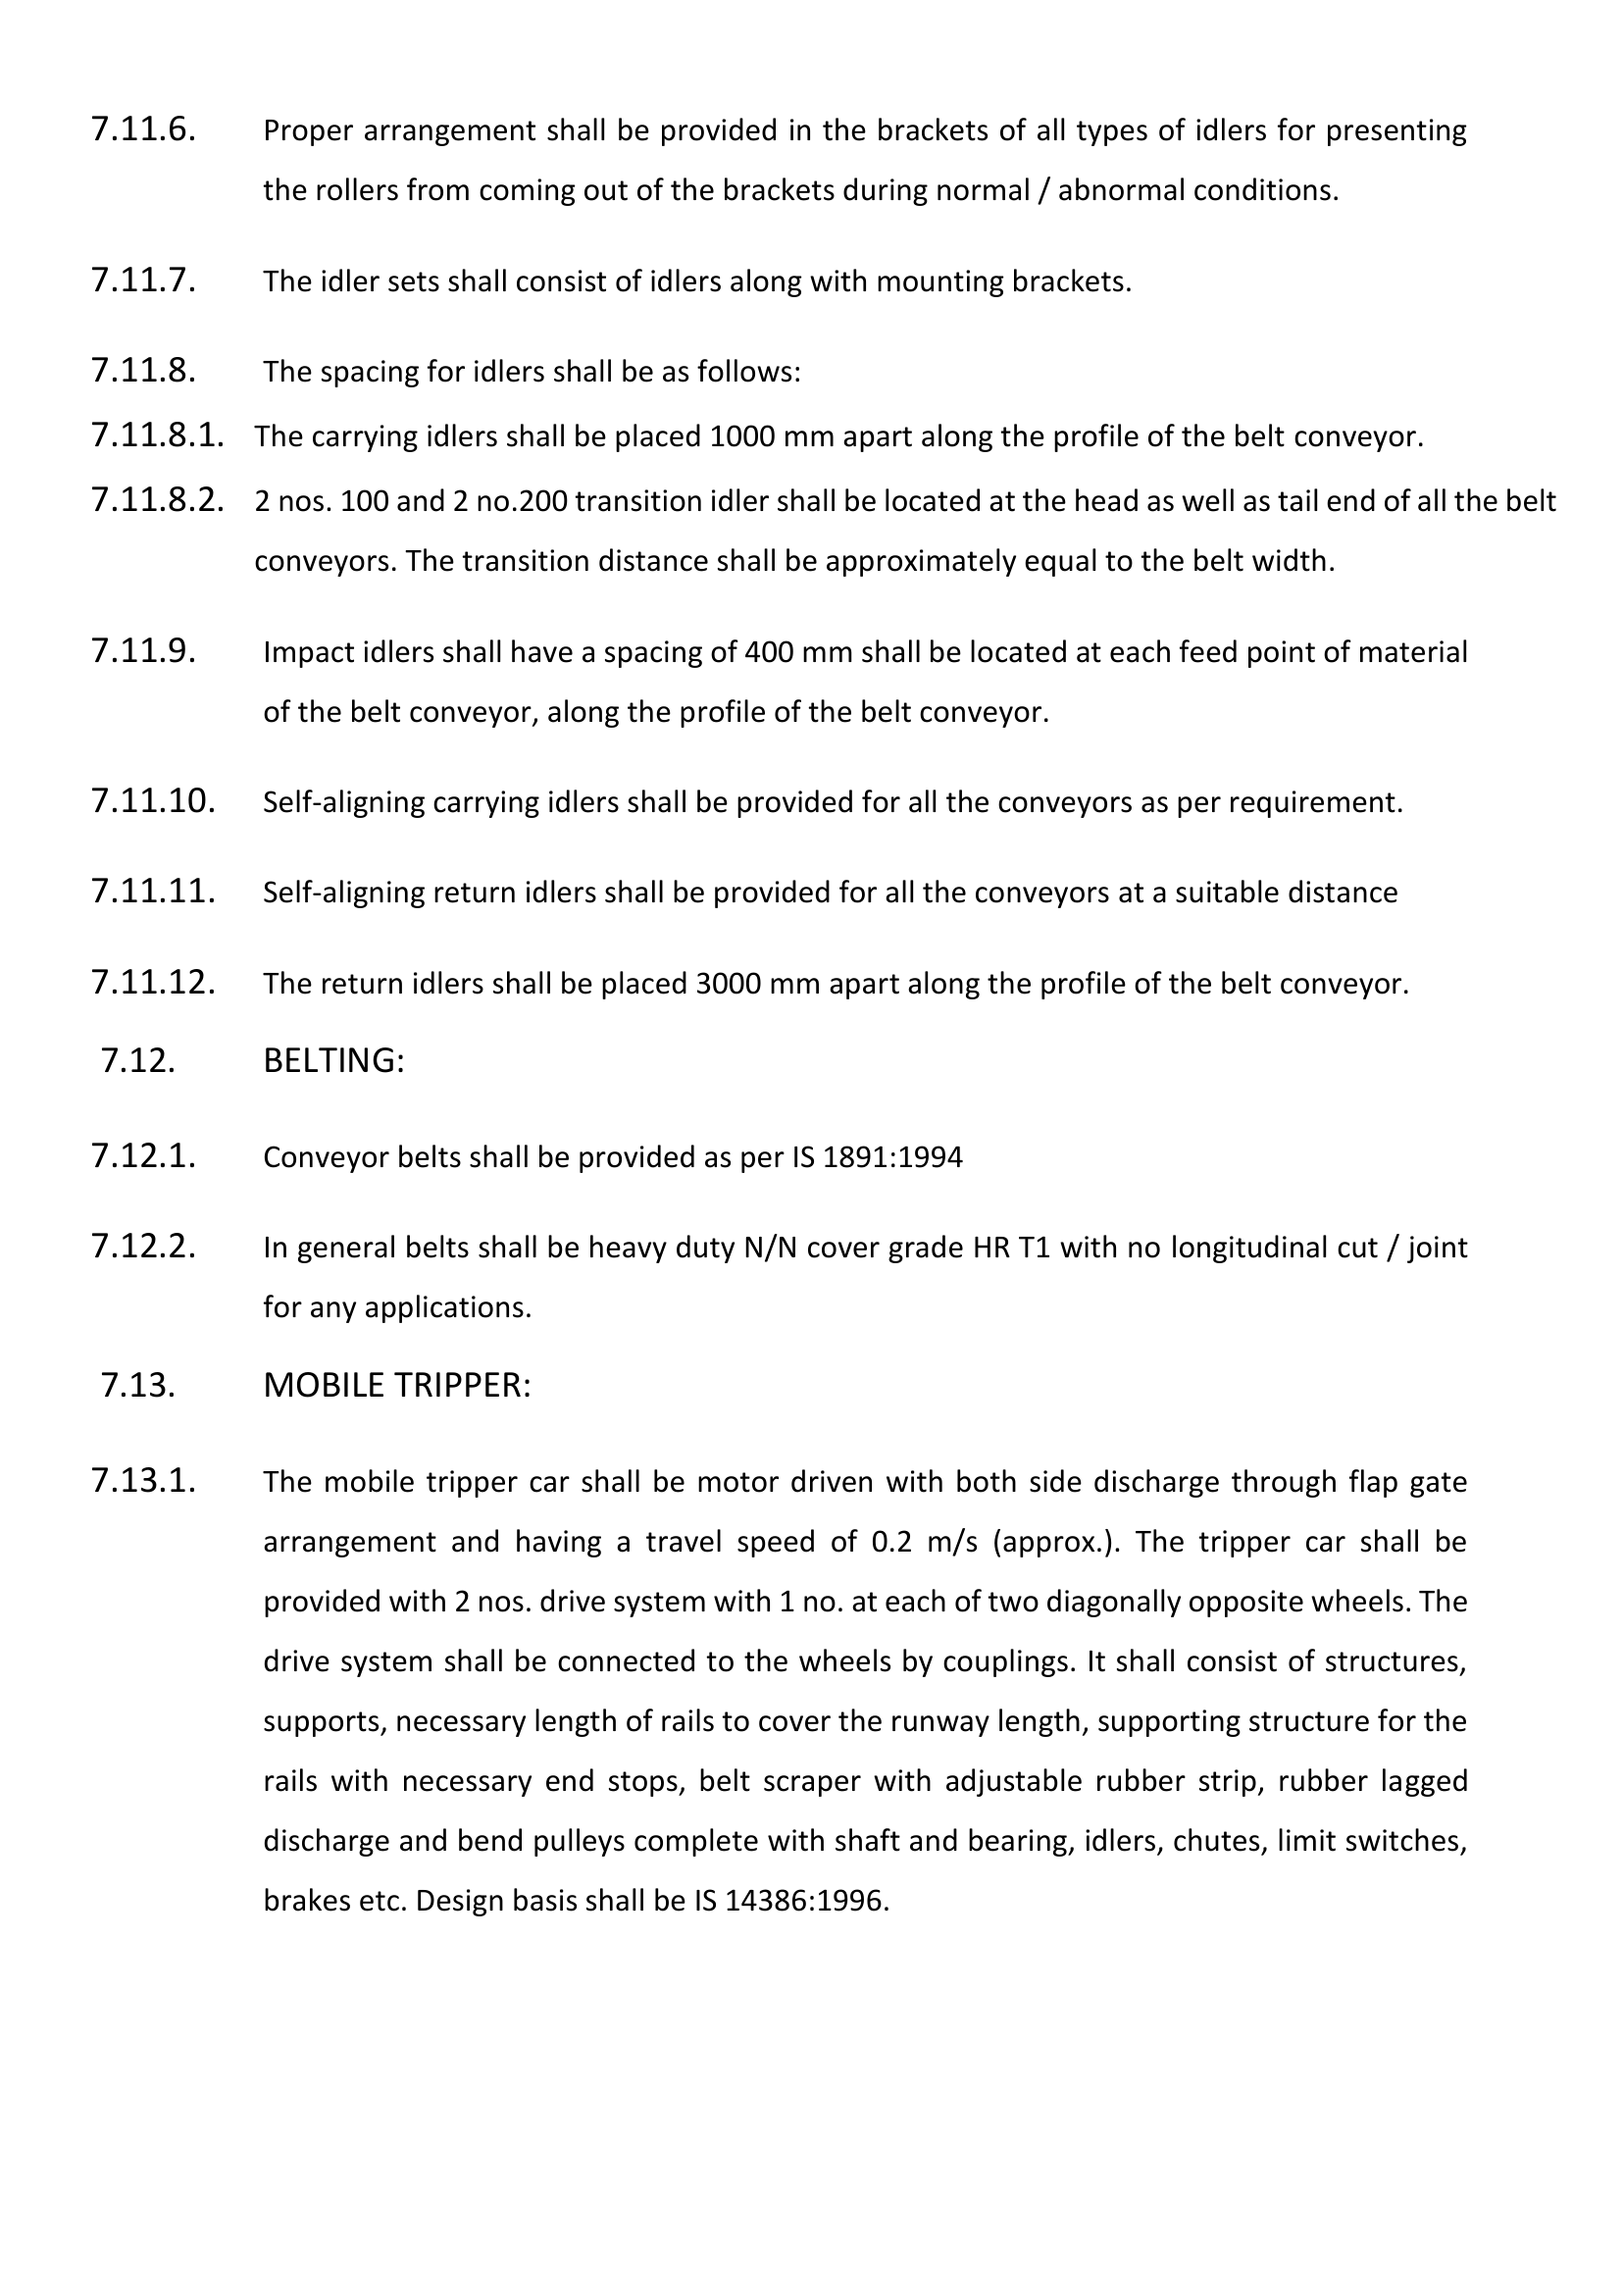 7.11.6. Proper arrangement shall be provided in the brackets of all types of idlers for presenting
the rollers from coming out of the brackets during normal / abnormal conditions.
7.11.7. The idler sets shall consist of idlers along with mounting brackets.
7.11.8. The spacing for idlers shall be as follows:
7.11.8.1. The carrying idlers shall be placed 1000 mm apart along the profile of the belt conveyor.
7.11.8.2. 2 nos. 100 and 2 no.200 transition idler shall be located at the head as well as tail end of all the belt
conveyors. The transition distance shall be approximately equal to the belt width.
7.11.9. Impact idlers shall have a spacing of 400 mm shall be located at each feed point of material
of the belt conveyor, along the profile of the belt conveyor.
7.11.10. Self-aligning carrying idlers shall be provided for all the conveyors as per requirement.
7.11.11. Self-aligning return idlers shall be provided for all the conveyors at a suitable distance
7.11.12. The return idlers shall be placed 3000 mm apart along the profile of the belt conveyor.
7.12. BELTING:
7.12.1. Conveyor belts shall be provided as per IS 1891:1994
7.12.2. In general belts shall be heavy duty N/N cover grade HR T1 with no longitudinal cut / joint
for any applications.
7.13. MOBILE TRIPPER:
7.13.1. The mobile tripper car shall be motor driven with both side discharge through flap gate
arrangement and having a travel speed of 0.2 m/s (approx.). The tripper car shall be
provided with 2 nos. drive system with 1 no. at each of two diagonally opposite wheels. The
drive system shall be connected to the wheels by couplings. It shall consist of structures,
supports, necessary length of rails to cover the runway length, supporting structure for the
rails with necessary end stops, belt scraper with adjustable rubber strip, rubber lagged
discharge and bend pulleys complete with shaft and bearing, idlers, chutes, limit switches,
brakes etc. Design basis shall be IS 14386:1996.